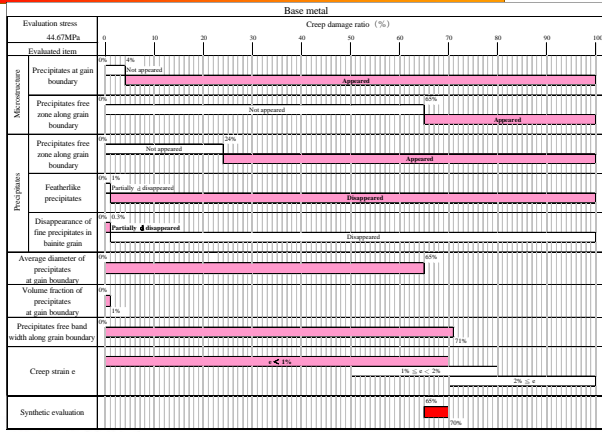 Base metal
Evaluation stress
44.67MPa
Creep damage ratio (%)
Evaluated item
0 20 40 60 80 100
Microstructure
Precipitates at gain
boundary
0% 4%
Not appeared
Appeared
Precipitates free
zone along grain
boundary
0% 65%
Not appeared
Appeared
Precipitates
Precipitates free
zone along grain
boundary
0% 24%
Not appeared
Appeared
Featherlike
precipitates
0% 1%
Partially d disappeared
Disappeared
Disappearance of
fine precipitates in
bainite grain
0% 0.3%
Partially d disappeared
Disappeared
Average diameter of
precipitates
at gain boundary
0% 65%
Volume fraction of
precipitates
at gain boundary
0%
1%
Precipitates free band
width along grain boundary
0%
71%
Creep strain e
e < 1%
1% ≦ e < 2%
2% ≦ e
Synthetic evaluation
65%
70%